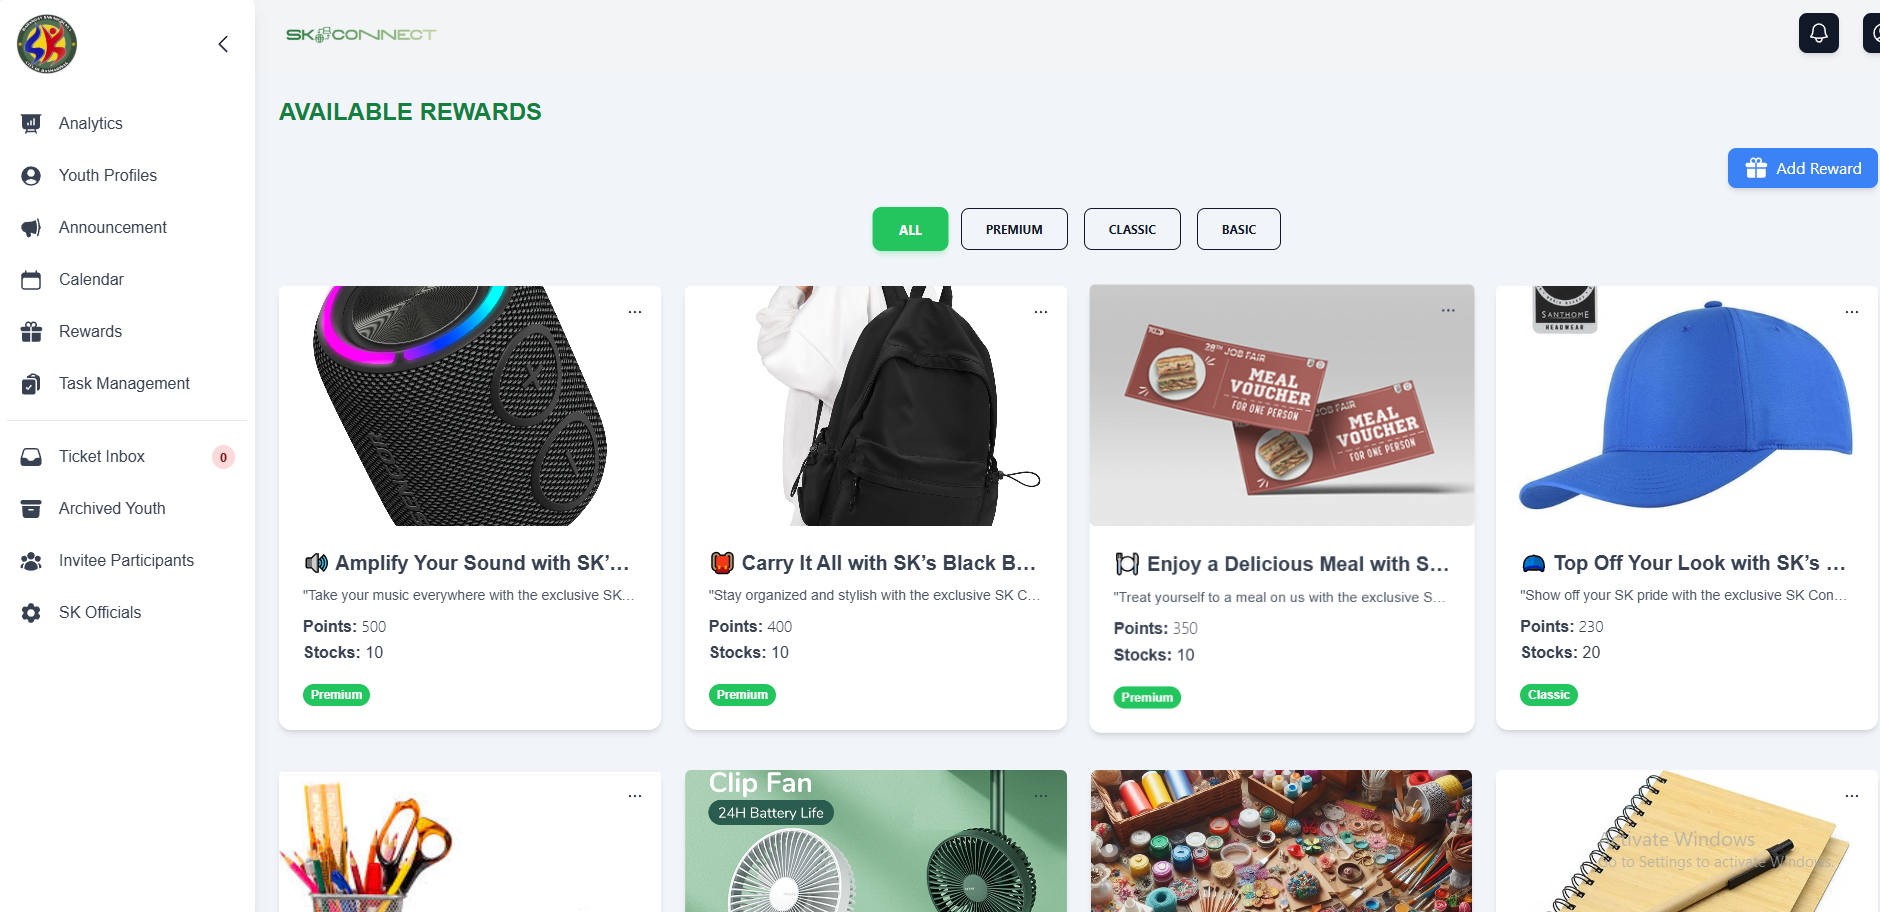 SK CONNECT
AVAILABLE REWARDS
Analytics
Youth Profiles
Announcement
Calendar
Rewards
Task Management
Ticket Inbox
0
Archived Youth
Invitee Participants
SK Officials
Add Reward
ALL
PREMIUM
CLASSIC
BASIC
X
...
Amplify Your Sound with SK’...
"Take your music everywhere with the exclusive SK...
Points: 500
Stocks: 10
Premium
...
Carry It All with SK’s Black B...
"Stay organized and stylish with the exclusive SK C...
Points: 400
Stocks: 10
Premium
...
28TH JOB FAIR
MEAL
VOUCHER
FOR ONE PERSON
JOB FAIR
MEAL
VOUCHER
FOR ONE PERSON
Enjoy a Delicious Meal with S...
"Treat yourself to a meal on us with the exclusive S...
Points: 350
Stocks: 10
Premium
...
SANTHOME
HEADWEAR
Top Off Your Look with SK’s ...
"Show off your SK pride with the exclusive SK Con...
Points: 230
Stocks: 20
Classic
...
Clip Fan
24H Battery Life
...
...
Activate Windows
Go to Settings to activate Windows.